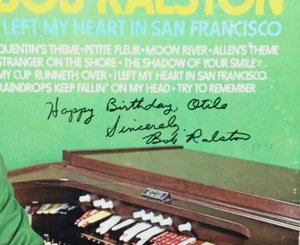 BOB RALSTON
I LEFT MY HEART IN SAN FRANCISCO
QUENTIN'S THEME • PETITE FLEUR • MOON RIVER • ALLEN'S THEME
STRANGER ON THE SHORE • THE SHADOW OF YOUR SMILE
MY CUP RUNNETH OVER • I LEFT MY HEART IN SAN FRANCISCO
RAINDROPS KEEP FALLIN' ON MY HEAD • TRY TO REMEMBER
Happy Birthday Otile
Sincerely,
Bob Ralston